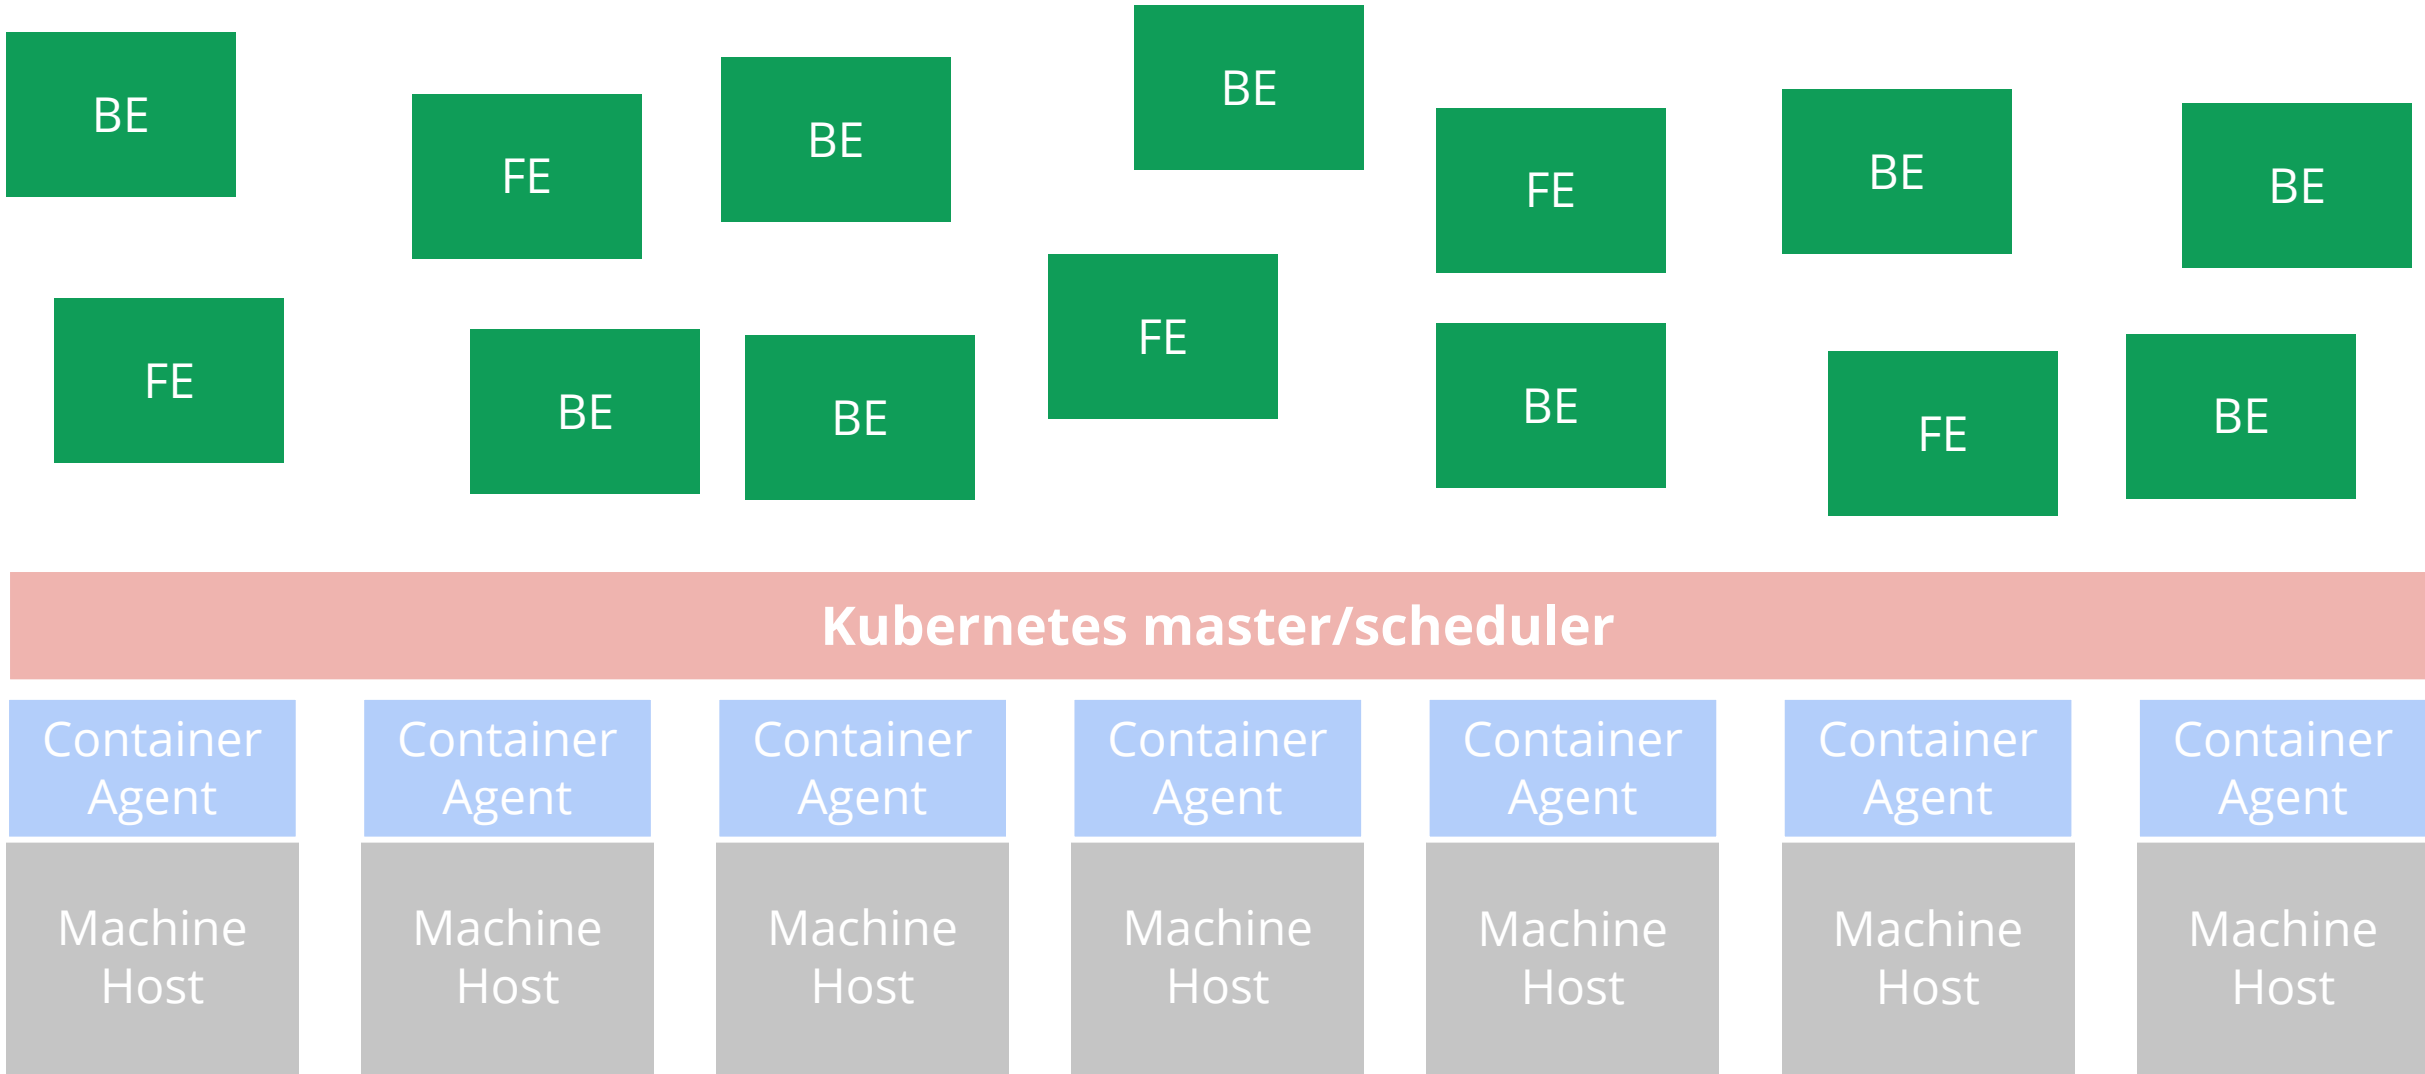 BE
FE
BE
BE
FE
BE
BE
FE
BE
BE
FE
BE
FE
BE
Kubernetes master/scheduler
Container
Agent
Container
Agent
Container
Agent
Container
Agent
Container
Agent
Container
Agent
Container
Agent
Machine
Host
Machine
Host
Machine
Host
Machine
Host
Machine
Host
Machine
Host
Machine
Host